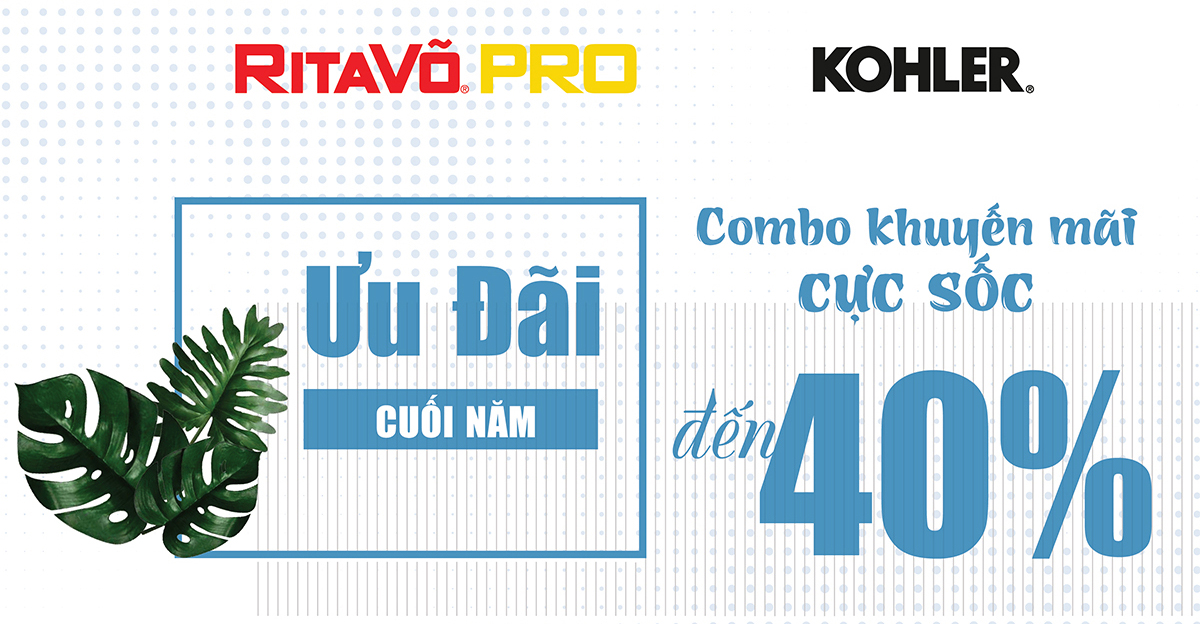 RITAVÕ® PRO
KOHLER®
Ưu Đãi
CUỐI NĂM
Combo khuyến mãi
cực sốc
đến 40%